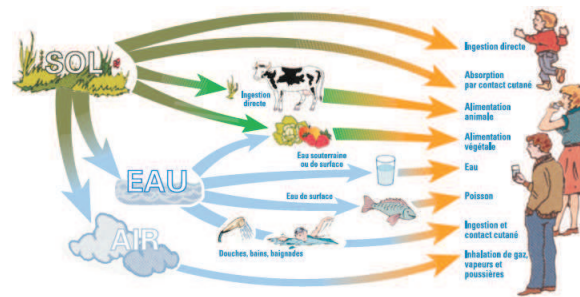 SOL
Ingestion directe
Absorption
par contact cutané
Ingestion
directe
Alimentation
animale
Alimentation
végétale
Eau souterraine
ou de surface
EAU
Eau
Eau de surface
Poisson
AIR
Douches, bains, baignades
Ingestion et
contact cutané
Inhalation de gaz,
vapeurs et
poussières